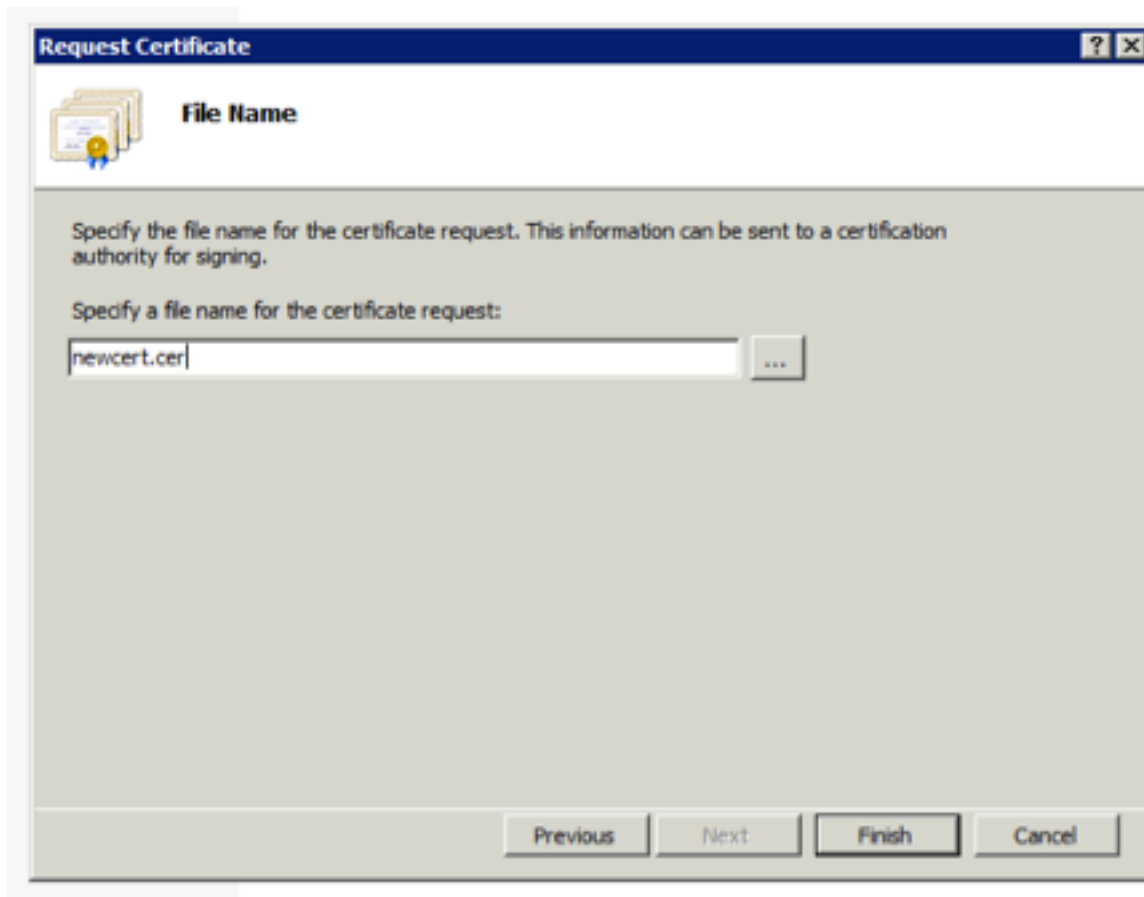 Request Certificate
File Name
Specify the file name for the certificate request. This information can be sent to a certification
authority for signing.
Specify a file name for the certificate request:
newcert.cer
...
Previous
Next
Finish
Cancel